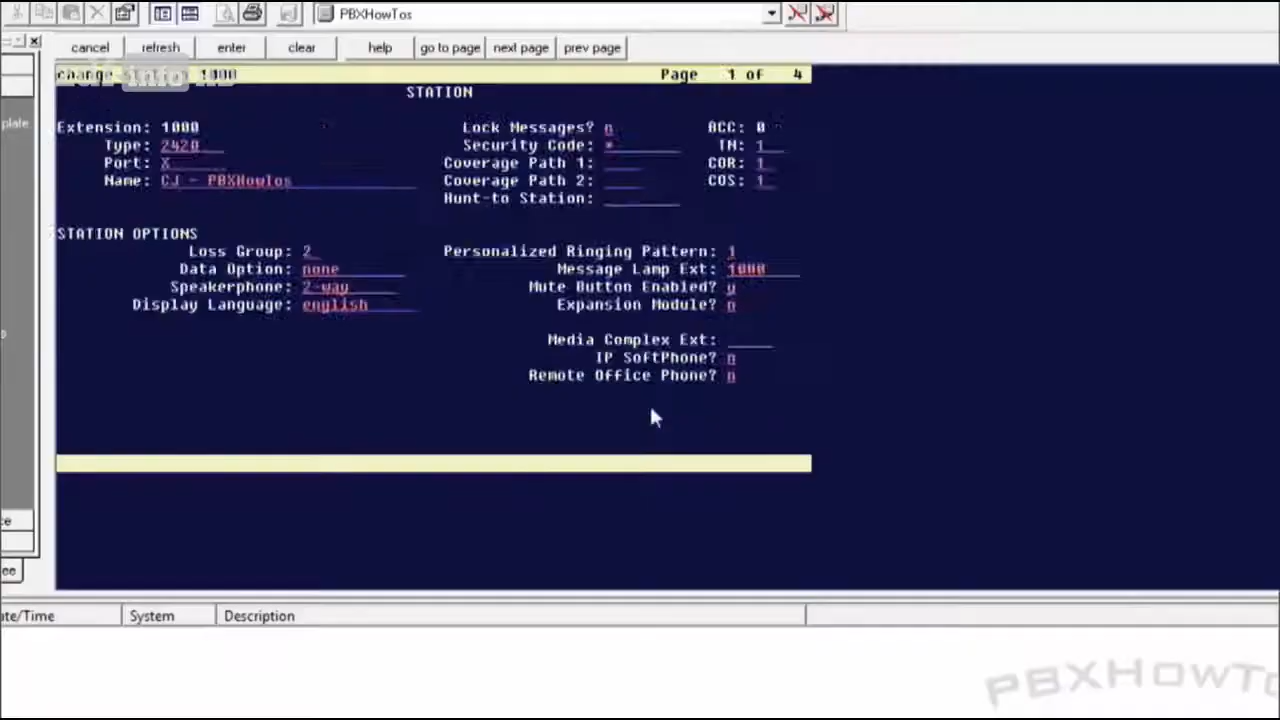 PBXHowTos
cancel refresh enter clear help go to page next page prev page
change 1000 Page 1 of 4
STATION
Extension: 1000 Lock Messages? n BCC: 0
Type: 2420 Security Code: * TN: 1
Port: X Coverage Path 1: COR: 1
Name: CJ - PBXHowTos Coverage Path 2: COS: 1
Hunt-to Station:
STATION OPTIONS
Loss Group: 2 Personalized Ringing Pattern: 1
Data Option: none Message Lamp Ext: 1000
Speakerphone: 2-way Mute Button Enabled? y
Display Language: english Expansion Module? n
Media Complex Ext:
IP SoftPhone? n
Remote Office Phone? n
plate
ce
ee
ate/Time System Description
PBXHowTo